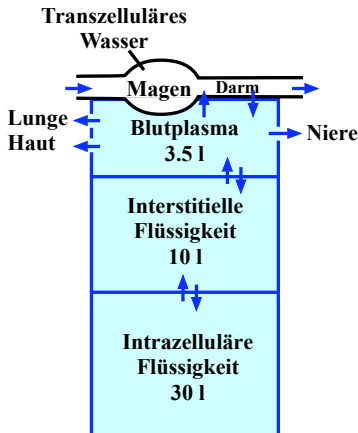 Transzelluläres
Wasser
Magen
Darm
Lunge
Haut
Blutplasma
3.5 l
Niere
Interstitielle
Flüssigkeit
10 l
Intrazelluläre
Flüssigkeit
30 l